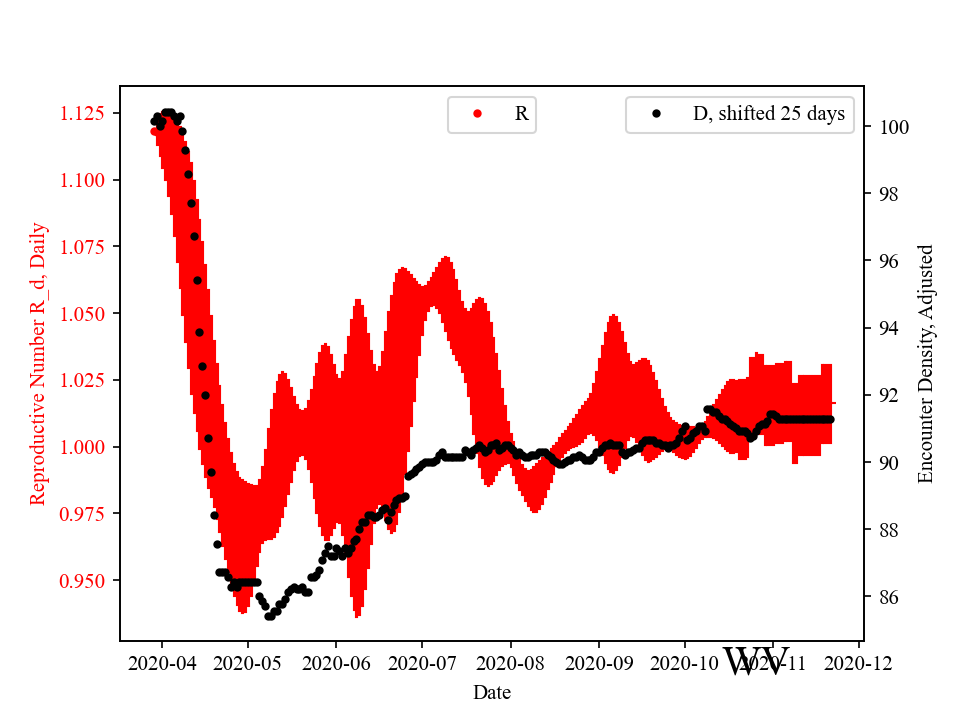 R
D, shifted 25 days
1.125
1.100
1.075
1.050
1.025
1.000
0.975
0.950
Reproductive Number R_d, Daily
100
98
96
94
92
90
88
86
Encounter Density, Adjusted
2020-04 2020-05 2020-06 2020-07 2020-08 2020-09 2020-10 2020-11 2020-12
WV
Date